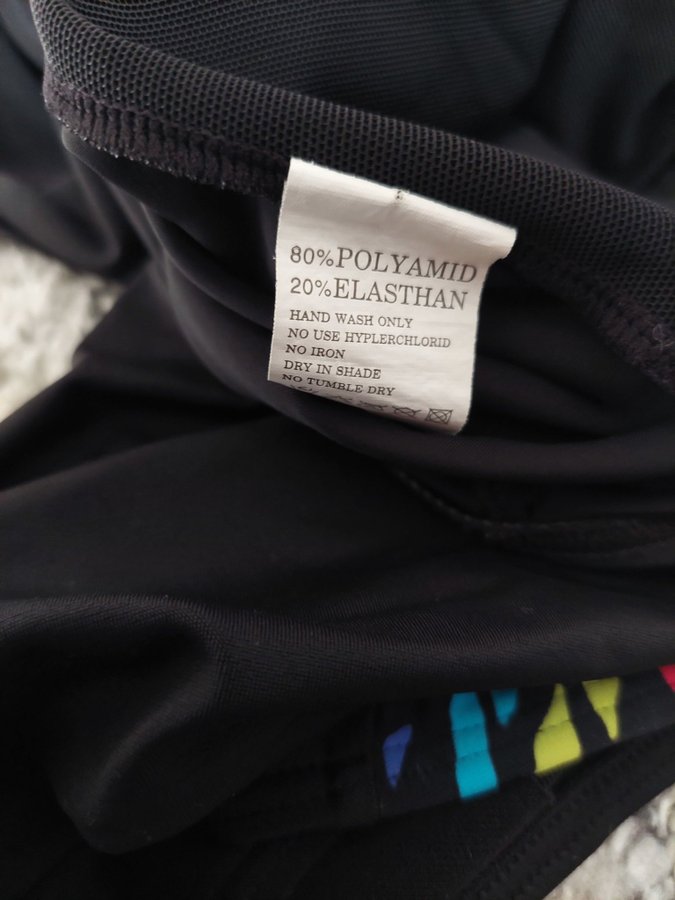 80%POLYAMID
20%ELASTHAN
HAND WASH ONLY
NO USE HYPLERCHLORID
NO IRON
DRY IN SHADE
NO TUMBLE DRY